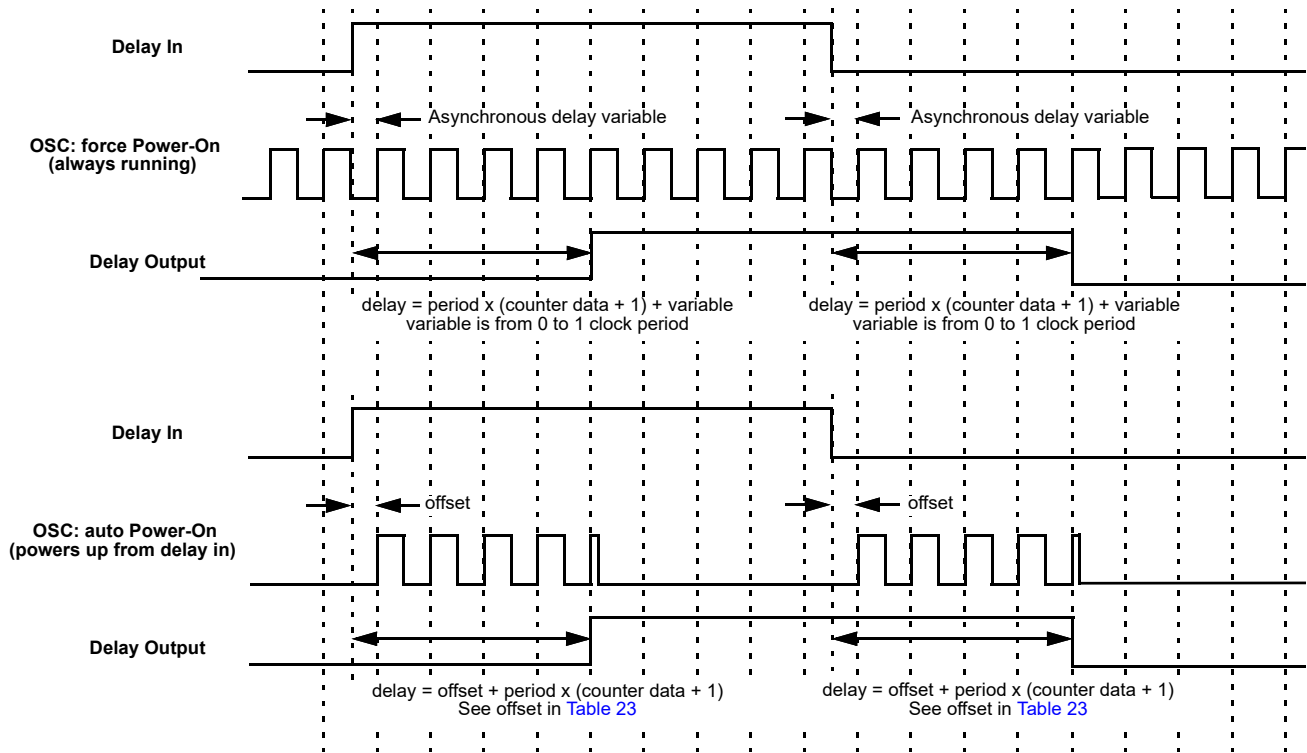 Delay In
Asynchronous delay variable
Asynchronous delay variable
OSC: force Power-On
(always running)
Delay Output
delay = period x (counter data + 1) + variable
variable is from 0 to 1 clock period
delay = period x (counter data + 1) + variable
variable is from 0 to 1 clock period
Delay In
offset
offset
OSC: auto Power-On
(powers up from delay in)
Delay Output
delay = offset + period x (counter data + 1)
See offset in Table 23
delay = offset + period x (counter data + 1)
See offset in Table 23